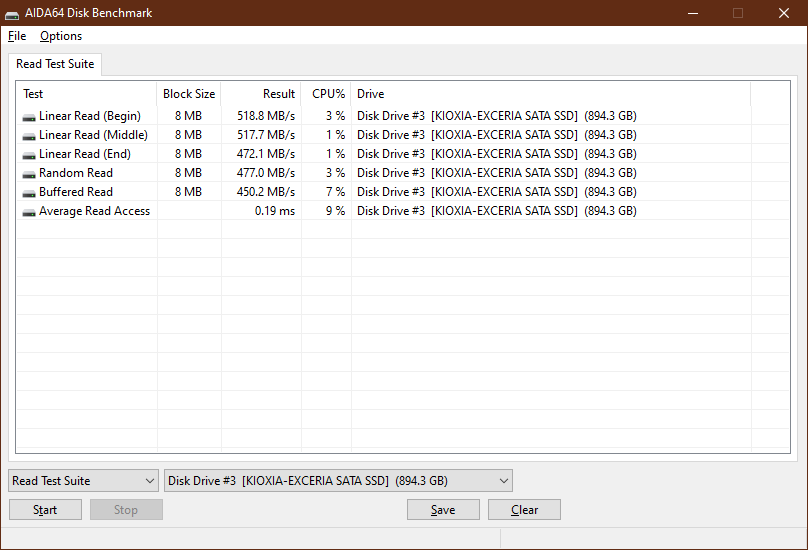 AIDA64 Disk Benchmark
File Options
Read Test Suite
Test Block Size Result CPU% Drive
Linear Read (Begin) 8 MB 518.8 MB/s 3 % Disk Drive #3 [KIOXIA-EXCERIA SATA SSD] (894.3 GB)
Linear Read (Middle) 8 MB 517.7 MB/s 1 % Disk Drive #3 [KIOXIA-EXCERIA SATA SSD] (894.3 GB)
Linear Read (End) 8 MB 472.1 MB/s 1 % Disk Drive #3 [KIOXIA-EXCERIA SATA SSD] (894.3 GB)
Random Read 8 MB 477.0 MB/s 3 % Disk Drive #3 [KIOXIA-EXCERIA SATA SSD] (894.3 GB)
Buffered Read 8 MB 450.2 MB/s 7 % Disk Drive #3 [KIOXIA-EXCERIA SATA SSD] (894.3 GB)
Average Read Access 0.19 ms 9 % Disk Drive #3 [KIOXIA-EXCERIA SATA SSD] (894.3 GB)
Read Test Suite Disk Drive #3 [KIOXIA-EXCERIA SATA SSD] (894.3 GB)
Start Stop Save Clear